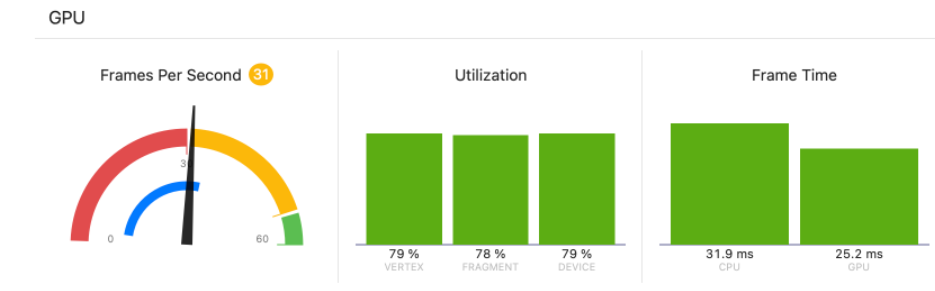 GPU
Frames Per Second 31
0
60
Utilization
79 %
VERTEX
78 %
FRAGMENT
79 %
DEVICE
Frame Time
31.9 ms
CPU
25.2 ms
GPU